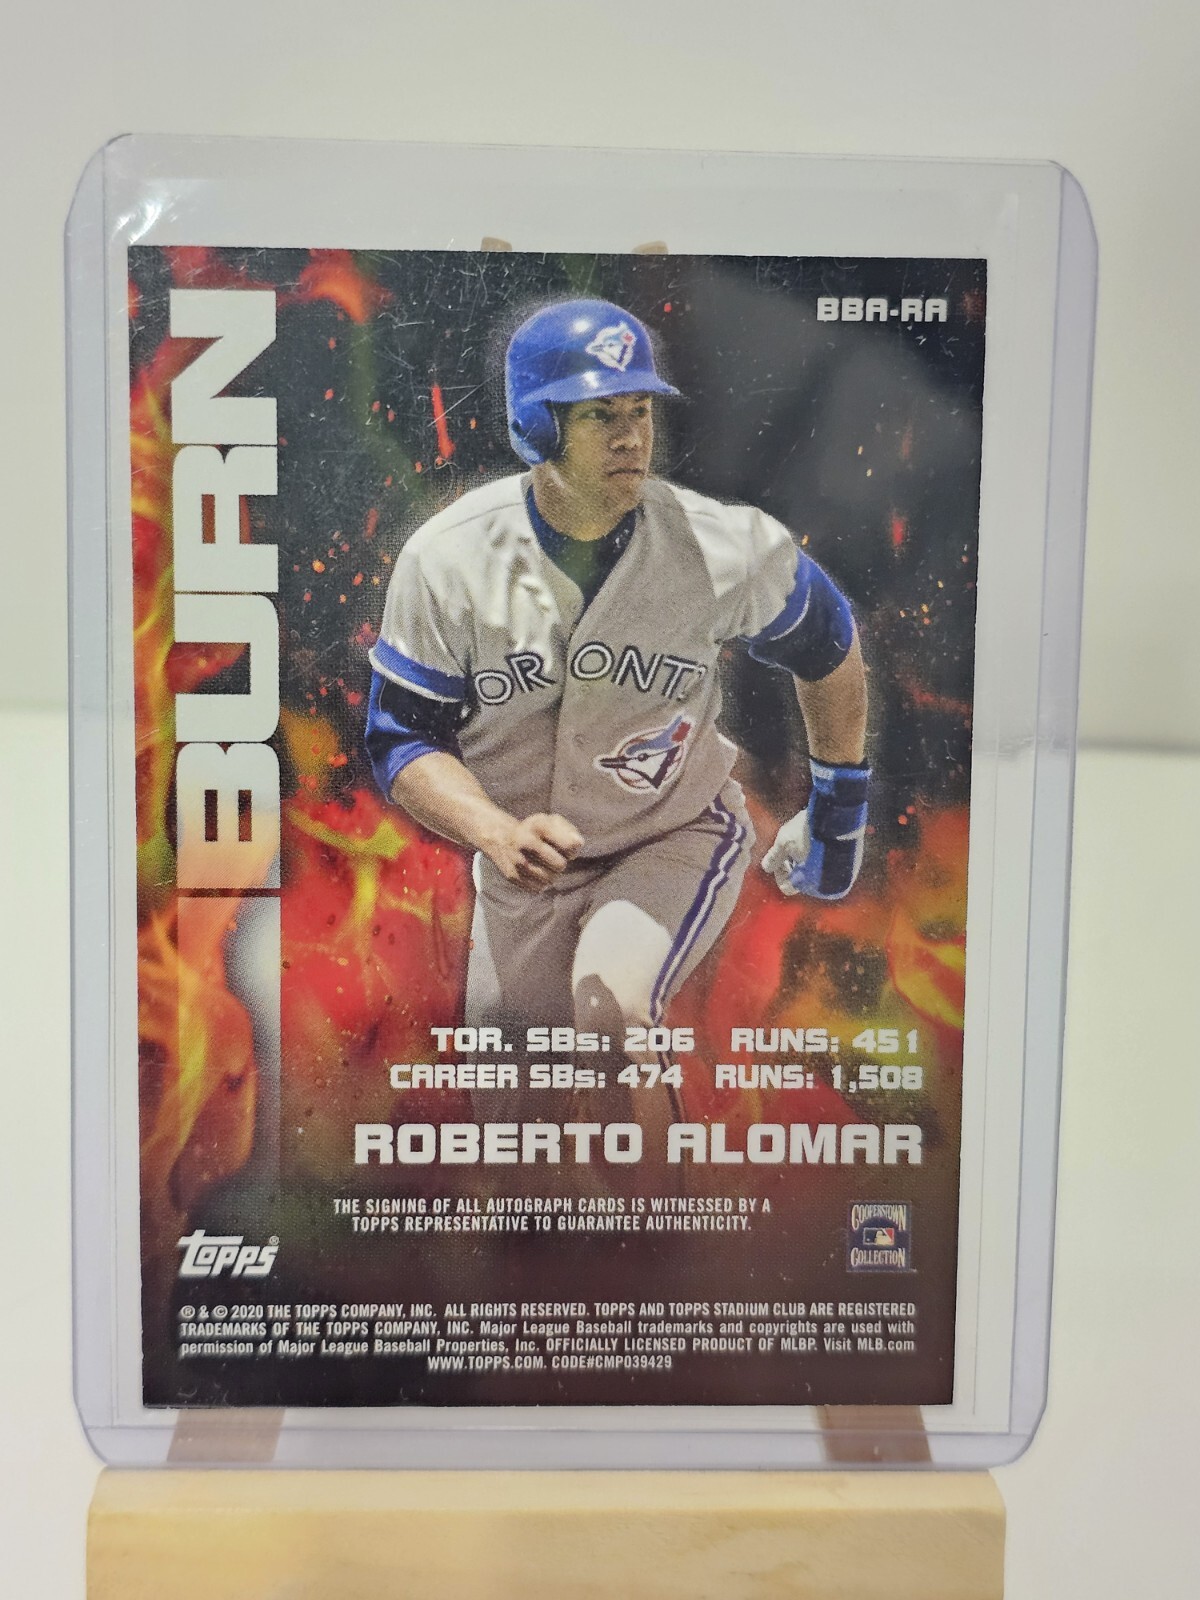 BBA-RA
BURN
ORONT
TOR. SBs: 206 RUNS: 451
CAREER SBs: 474 RUNS: 1,508
ROBERTO ALOMAR
THE SIGNING OF ALL AUTOGRAPH CARDS IS WITNESSED BY A
TOPPS REPRESENTATIVE TO GUARANTEE AUTHENTICITY.
topps®
COOPERSTOWN
COLLECTION
® & © 2020 THE TOPPS COMPANY, INC. ALL RIGHTS RESERVED. TOPPS AND TOPPS STADIUM CLUB ARE REGISTERED
TRADEMARKS OF THE TOPPS COMPANY, INC. Major League Baseball trademarks and copyrights are used with
permission of Major League Baseball Properties, Inc. OFFICIALLY LICENSED PRODUCT OF MLBP. Visit MLB.com
WWW.TOPPS.COM. CODE#CMP039429